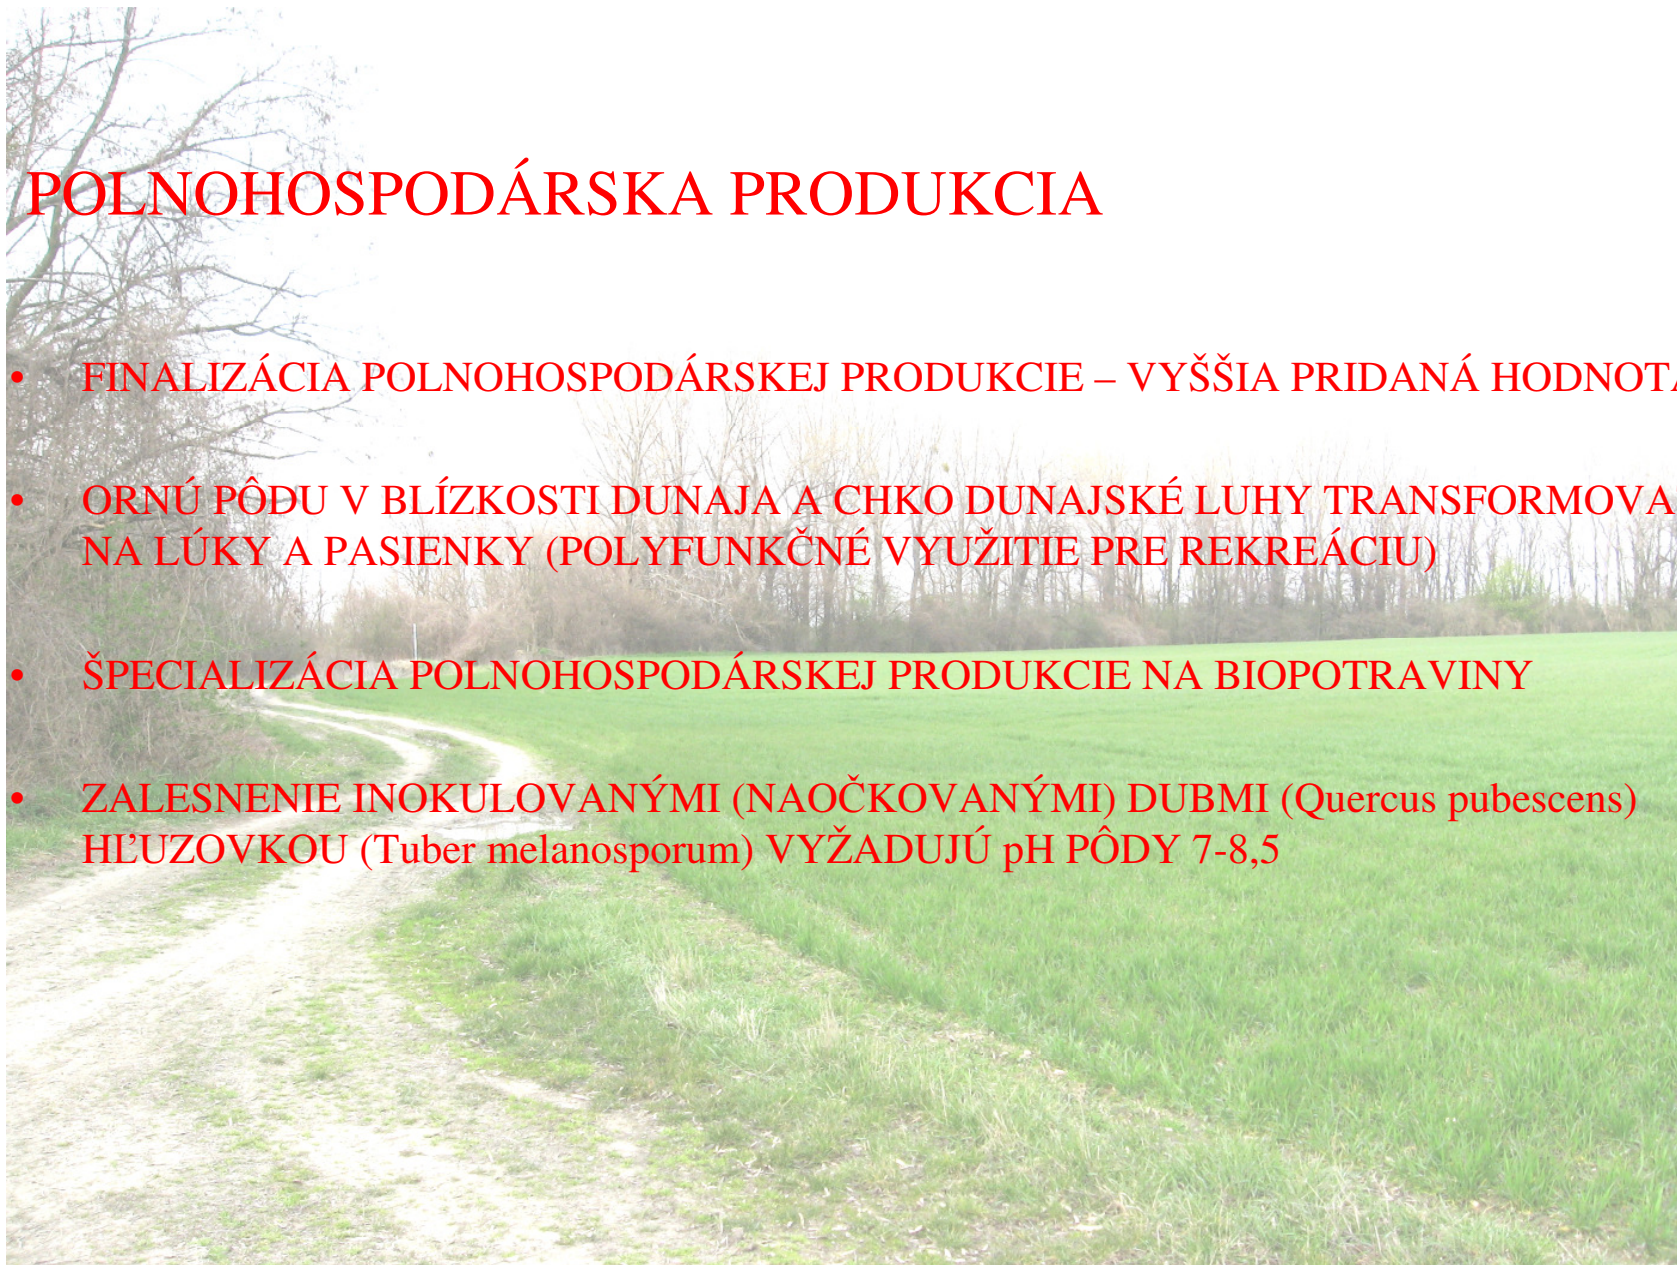 POLNOHOSPODÁRSKA PRODUKCIA
• FINALIZÁCIA POLNOHOSPODÁRSKEJ PRODUKCIE – VYŠŠIA PRIDANÁ HODNOTA
• ORNÚ PÔDU V BLÍZKOSTI DUNAJA A CHKO DUNAJSKÉ LUHY TRANSFORMOVA
NA LÚKY A PASIENKY (POLYFUNKČNÉ VYUŽITIE PRE REKREÁCIU)
• ŠPECIALIZÁCIA POLNOHOSPODÁRSKEJ PRODUKCIE NA BIOPOTRAVINY
• ZALESNENIE INOKULOVANÝMI (NAOČKOVANÝMI) DUBMI (Quercus pubescens)
HĽUZOVKOU (Tuber melanosporum) VYŽADUJÚ pH PÔDY 7-8,5